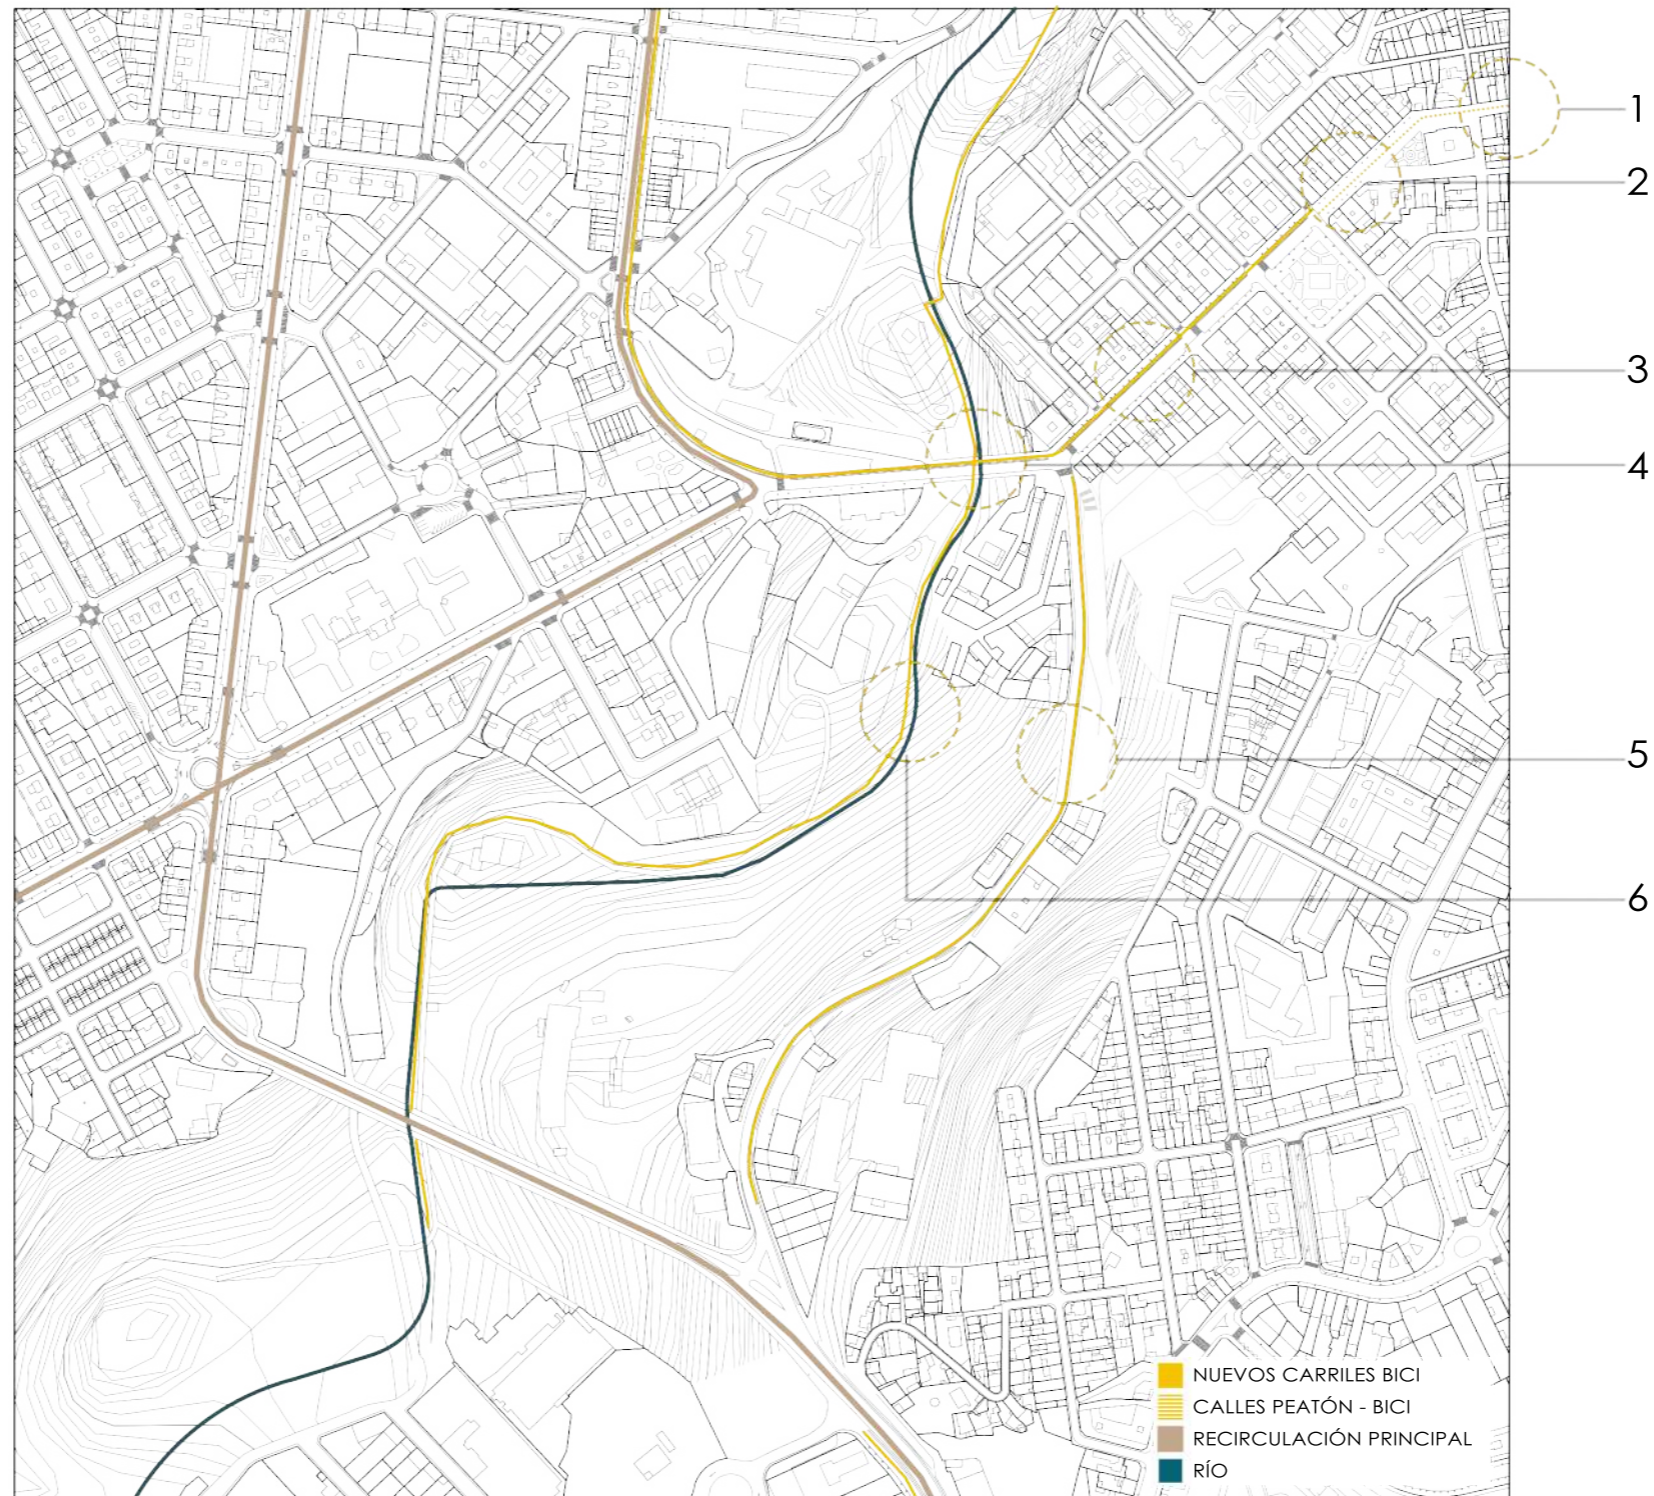 1
2
3
4
5
6
NUEVOS CARRILES BICI
CALLES PEATÓN - BICI
RECIRCULACIÓN PRINCIPAL
RÍO